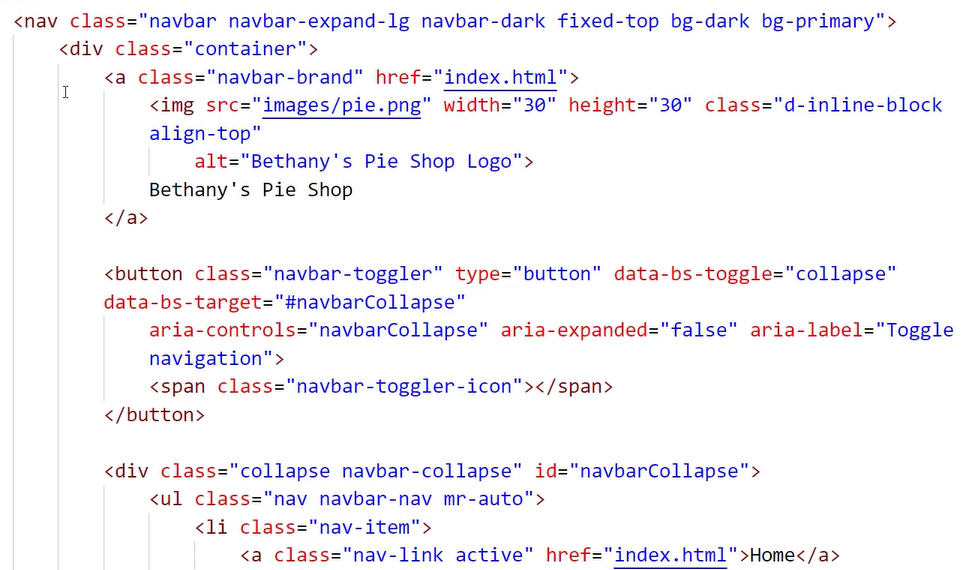 <nav class="navbar navbar-expand-lg navbar-dark fixed-top bg-dark bg-primary">
<div class="container">
<a class="navbar-brand" href="index.html">
<img src="images/pie.png" width="30" height="30" class="d-inline-block
align-top"
alt="Bethany's Pie Shop Logo">
Bethany's Pie Shop
</a>
<button class="navbar-toggler" type="button" data-bs-toggle="collapse"
data-bs-target="#navbarCollapse"
aria-controls="navbarCollapse" aria-expanded="false" aria-label="Toggle
navigation">
<span class="navbar-toggler-icon"></span>
</button>
<div class="collapse navbar-collapse" id="navbarCollapse">
<ul class="nav navbar-nav mr-auto">
<li class="nav-item">
<a class="nav-link active" href="index.html">Home</a>